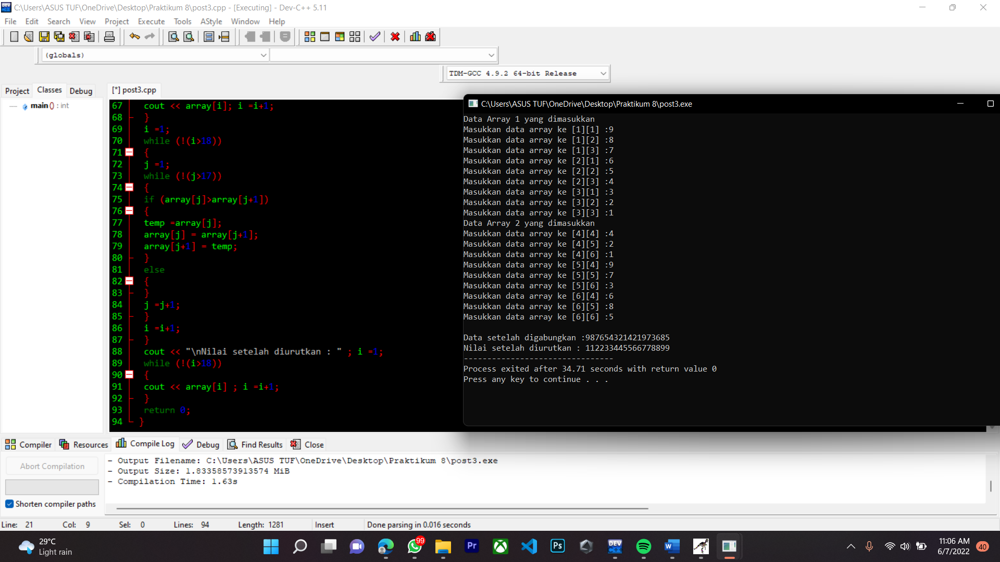 C:\Users\ASUS TUF\OneDrive\Desktop\Praktikum 8\post3.cpp - [Executing] - Dev-C++ 5.11
File Edit Search View Project Execute Tools AStyle Window Help
(globals)
TDM-GCC 4.9.2 64-bit Release
Project Classes Debug
[*] post3.cpp
main() : int
67 cout << array[i]; i =i+1;
68 }
69 i =1;
70 while (!(i>18))
71 {
72 j =1;
73 while (!(j>17))
74 {
75 if (array[j]>array[j+1])
76 {
77 temp =array[j];
78 array[j] = array[j+1];
79 array[j+1] = temp;
80 }
81 else
82 {
83 }
84 j =j+1;
85 }
86 i =i+1;
87 }
88 cout << "\nNilai setelah diurutkan : " ; i =1;
89 while (!(i>18))
90 {
91 cout << array[i] ; i =i+1;
92 }
93 return 0;
94 }
C:\Users\ASUS TUF\OneDrive\Desktop\Praktikum 8\post3.exe
Data Array 1 yang dimasukkan
Masukkan data array ke [1][1] :9
Masukkan data array ke [1][2] :8
Masukkan data array ke [1][3] :7
Masukkan data array ke [2][1] :6
Masukkan data array ke [2][2] :5
Masukkan data array ke [2][3] :4
Masukkan data array ke [3][1] :3
Masukkan data array ke [3][2] :2
Masukkan data array ke [3][3] :1
Data Array 2 yang dimasukkan
Masukkan data array ke [4][4] :4
Masukkan data array ke [4][5] :2
Masukkan data array ke [4][6] :1
Masukkan data array ke [5][4] :9
Masukkan data array ke [5][5] :7
Masukkan data array ke [5][6] :3
Masukkan data array ke [6][4] :6
Masukkan data array ke [6][5] :8
Masukkan data array ke [6][6] :5
Data setelah digabungkan :987654321421973685
Nilai setelah diurutkan : 112233445566778899
--------------------------------
Process exited after 34.71 seconds with return value 0
Press any key to continue . . .
Compiler Resources Compile Log Debug Find Results Close
Abort Compilation
Shorten compiler paths
- Output Filename: C:\Users\ASUS TUF\OneDrive\Desktop\Praktikum 8\post3.exe
- Output Size: 1.83358573913574 MiB
- Compilation Time: 1.63s
Line: 21 Col: 9 Sel: 0 Lines: 94 Length: 1281 Insert Done parsing in 0.016 seconds
29°C
Light rain
99
Pr
Ps
DEV
C++
W
11:06 AM
6/7/2022
40